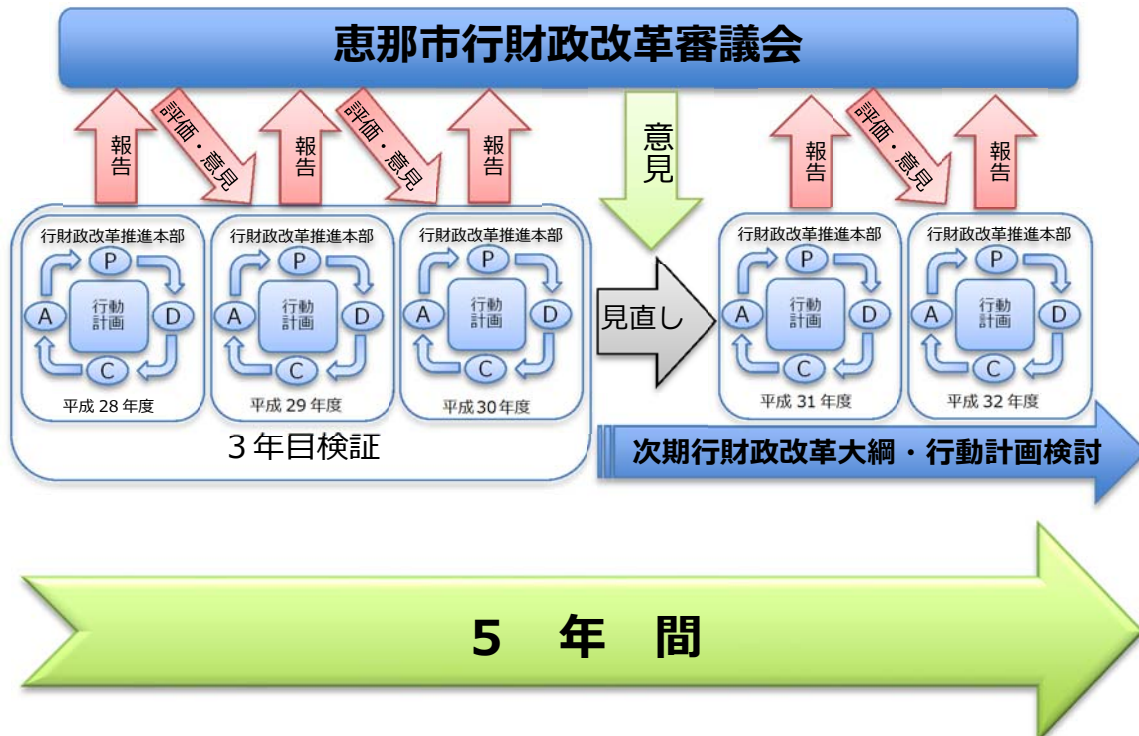 恵那市行財政改革審議会
報告
評価・意見
報告
評価・意見
報告
意見
報告
評価・意見
報告
行財政改革推進本部
P
A
行動
計画
D
C
平成 28 年度
行財政改革推進本部
P
A
行動
計画
D
C
平成 29 年度
行財政改革推進本部
P
A
行動
計画
D
C
平成 30 年度
3年目検証
見直し
行財政改革推進本部
P
A
行動
計画
D
C
平成 31 年度
行財政改革推進本部
P
A
行動
計画
D
C
平成 32 年度
次期行財政改革大綱・行動計画検討
5 年 間